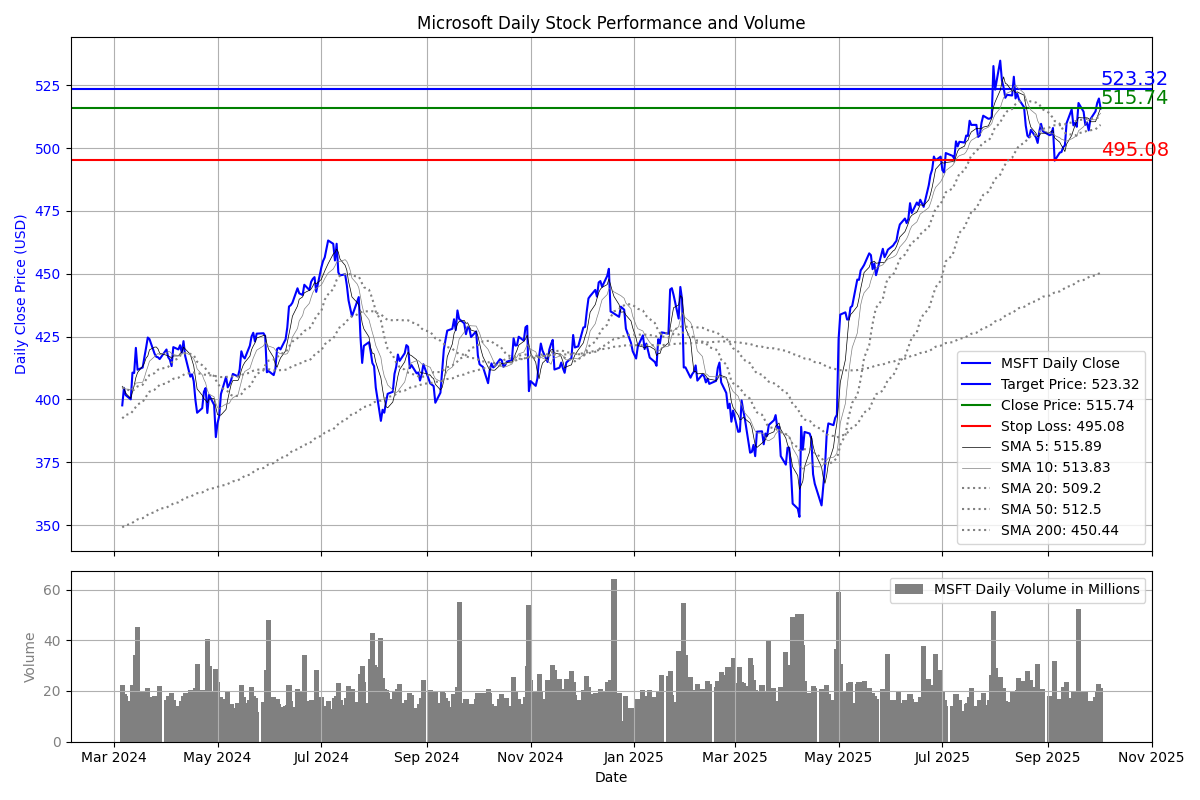 Microsoft Daily Stock Performance and Volume
Daily Close Price (USD)
525
500
475
450
425
400
375
350
523.32
515.74
495.08
MSFT Daily Close
Target Price: 523.32
Close Price: 515.74
Stop Loss: 495.08
SMA 5: 515.89
SMA 10: 513.83
SMA 20: 509.2
SMA 50: 512.5
SMA 200: 450.44
Volume
60
40
20
0
MSFT Daily Volume in Millions
Mar 2024 May 2024 Jul 2024 Sep 2024 Nov 2024 Jan 2025 Mar 2025 May 2025 Jul 2025 Sep 2025 Nov 2025
Date